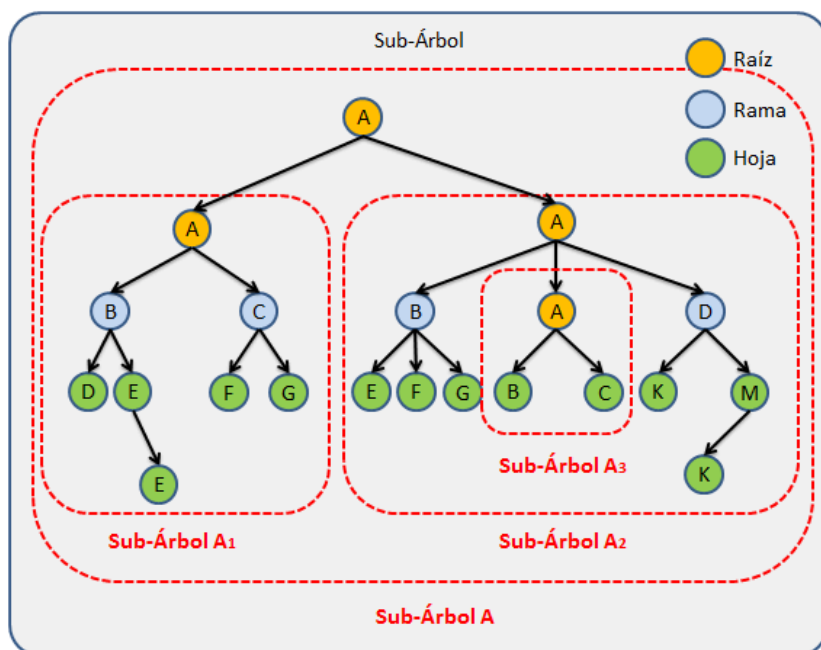 Sub-Árbol
Raíz
Rama
Hoja
A
A
A
B
C
B
A
D
D
E
F
G
E
F
G
B
C
K
M
E
K
Sub-Árbol A3
Sub-Árbol A1
Sub-Árbol A2
Sub-Árbol A